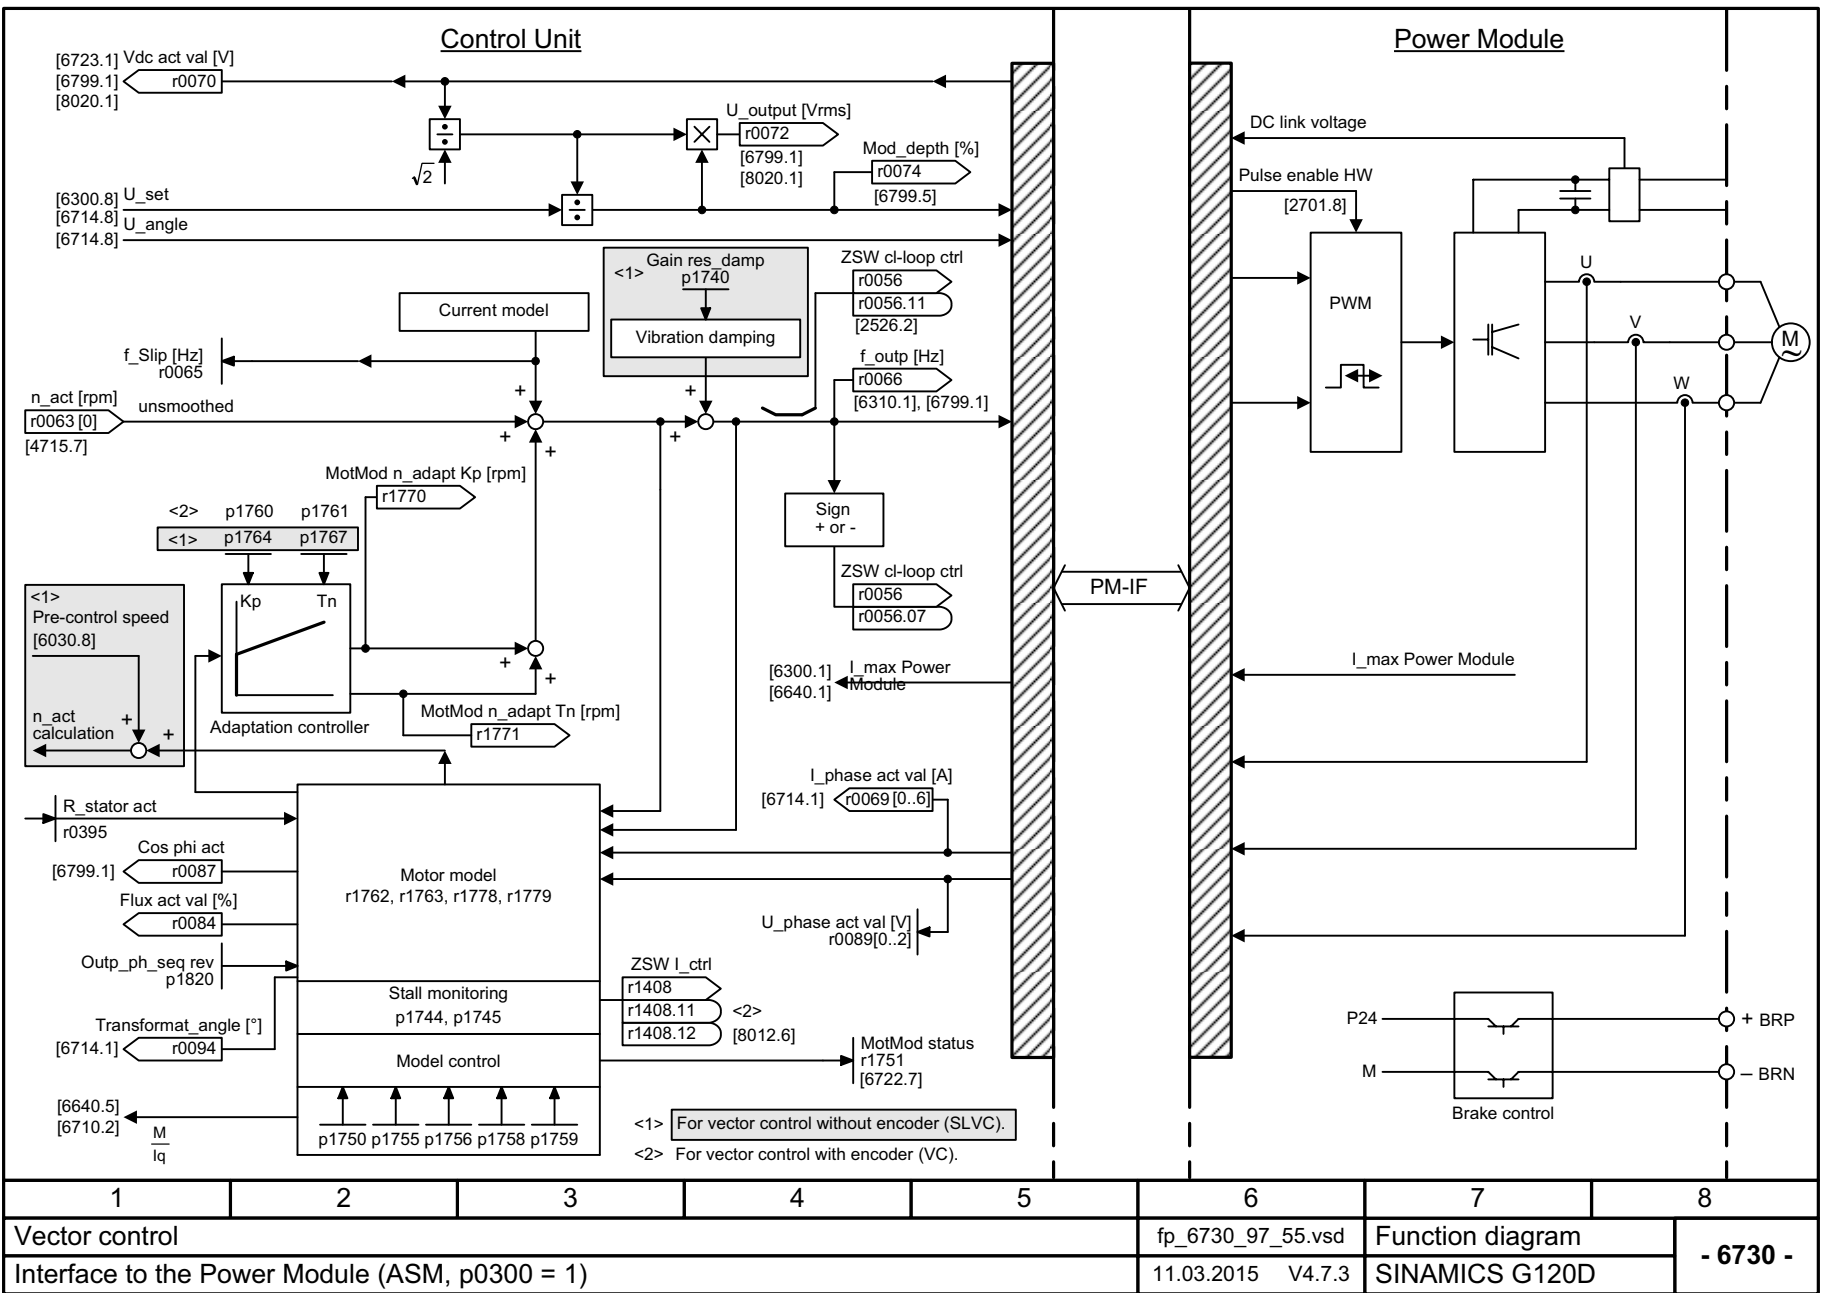 Control Unit
Power Module
[6723.1] Vdc act val [V]
[6799.1] r0070
[8020.1]
÷
√2
÷
×
U_output [Vrms]
r0072
[6799.1]
[8020.1]
Mod_depth [%]
r0074
[6799.5]
[6300.8] U_set
[6714.8]
U_angle
[6714.8]
<1>
Gain res_damp
p1740
Vibration damping
+
ZSW cl-loop ctrl
r0056
r0056.11
[2526.2]
Current model
f_Slip [Hz]
r0065
f_outp [Hz]
r0066
[6310.1], [6799.1]
n_act [rpm]
r0063 [0]
[4715.7]
unsmoothed
+
+
+
+
MotMod n_adapt Kp [rpm]
r1770
Sign
+ or -
ZSW cl-loop ctrl
r0056
r0056.07
<2> p1760 p1761
<1> p1764 p1767
Kp Tn
Adaptation controller
+
+
MotMod n_adapt Tn [rpm]
r1771
<1>
Pre-control speed
[6030.8]
n_act
calculation
+
+
[6300.1] I_max Power
[6640.1] Module
I_phase act val [A]
[6714.1] r0069 [0..6]
R_stator act
r0395
Cos phi act
[6799.1] r0087
Flux act val [%]
r0084
Outp_ph_seq rev
p1820
Transformat_angle [°]
[6714.1] r0094
[6640.5]
[6710.2]
M
Iq
Motor model
r1762, r1763, r1778, r1779
Stall monitoring
p1744, p1745
Model control
p1750 p1755 p1756 p1758 p1759
U_phase act val [V]
r0089[0..2]
ZSW I_ctrl
r1408
r1408.11
r1408.12
<2>
[8012.6]
MotMod status
r1751
[6722.7]
<1> For vector control without encoder (SLVC).
<2> For vector control with encoder (VC).
PM-IF
DC link voltage
Pulse enable HW
[2701.8]
PWM
U
V
W
M
~
I_max Power Module
P24
M
Brake control
+ BRP
– BRN
1 2 3 4 5 6 7 8
Vector control
fp_6730_97_55.vsd
Function diagram
- 6730 -
Interface to the Power Module (ASM, p0300 = 1)
11.03.2015 V4.7.3
SINAMICS G120D